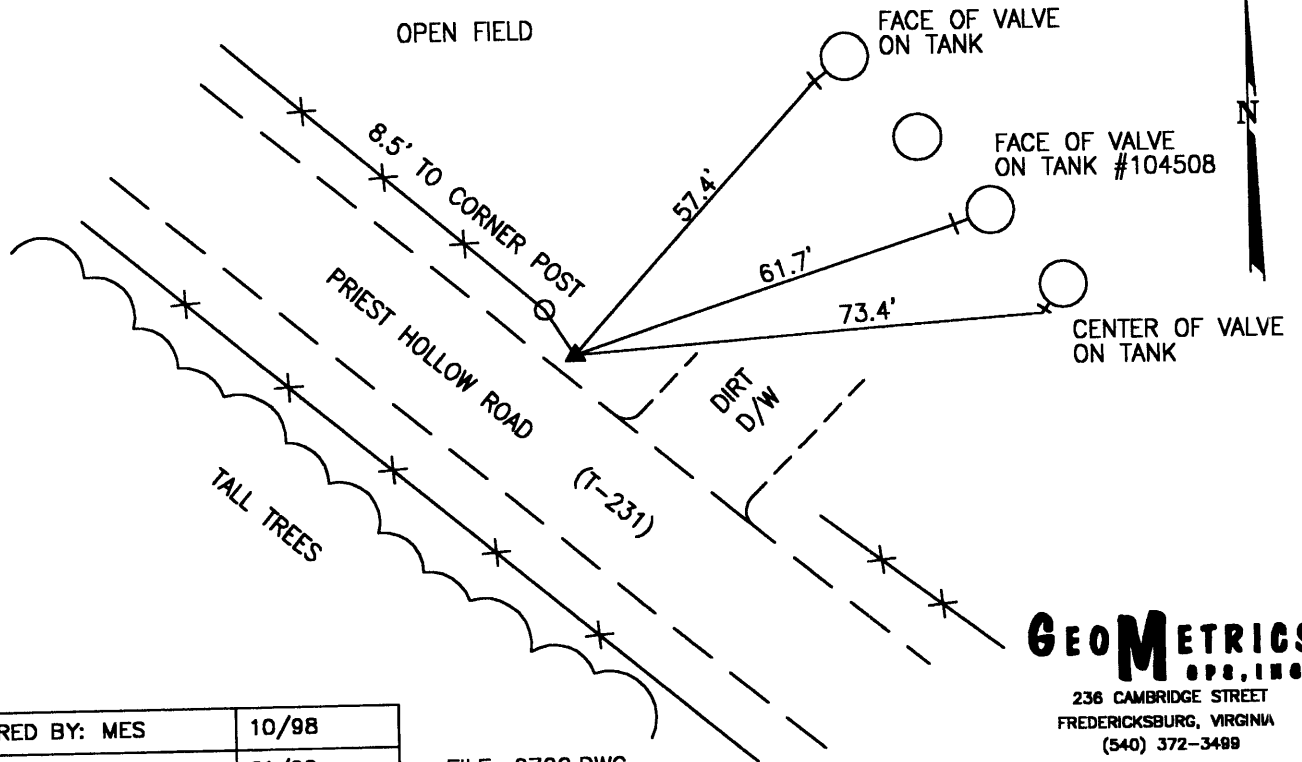 OPEN FIELD
FACE OF VALVE
ON TANK
N
8.5' TO CORNER POST
57.4'
FACE OF VALVE
ON TANK #104508
61.7'
73.4'
CENTER OF VALVE
ON TANK
PRIEST HOLLOW ROAD
(T-231)
DIRT
D/W
TALL TREES
GEOMETRICS
GPS, INC
236 CAMBRIDGE STREET
FREDERICKSBURG, VIRGINIA
(540) 372-3499
RED BY: MES
10/98